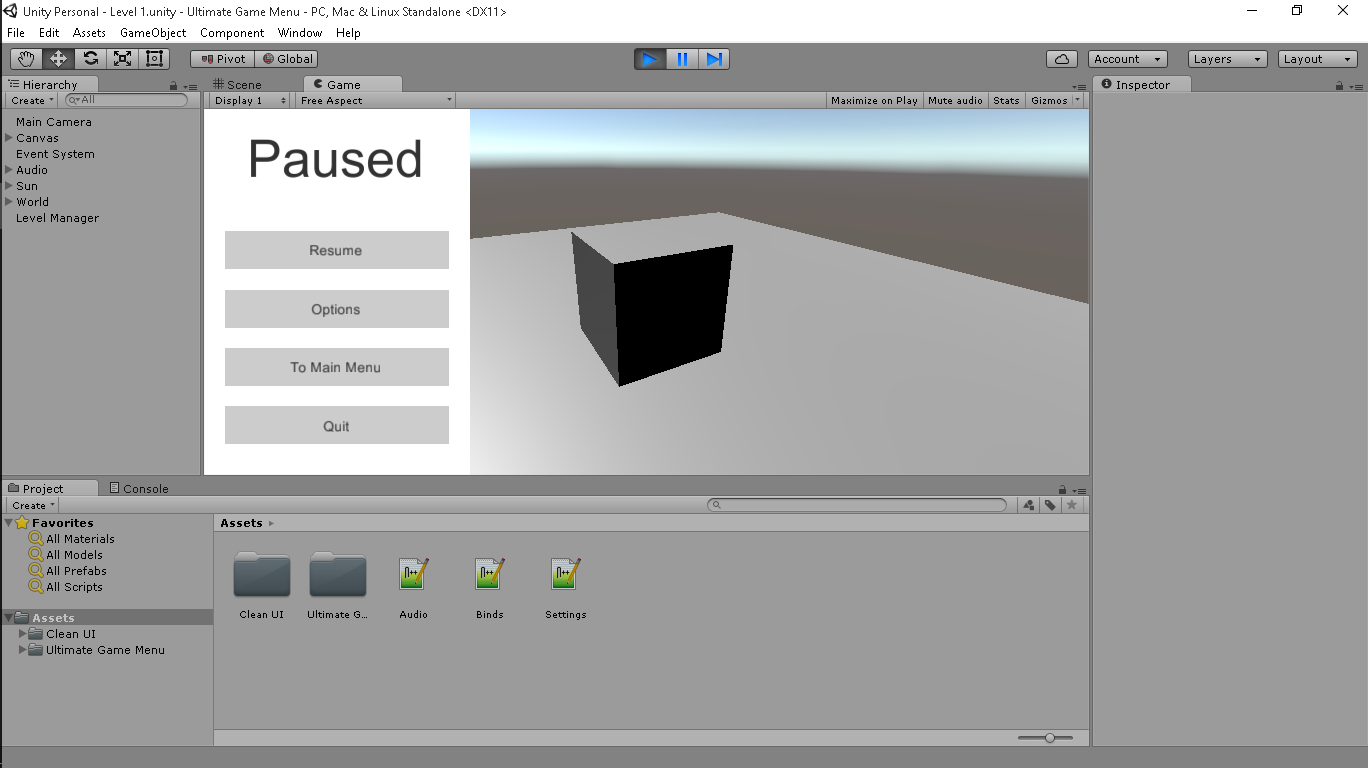 Unity Personal - Level 1.unity - Ultimate Game Menu - PC, Mac & Linux Standalone <DX11>
File Edit Assets GameObject Component Window Help
Pivot Global Account Layers Layout
Hierarchy
Create All
Main Camera
Canvas
Event System
Audio
Sun
World
Level Manager
Scene Game
Display 1 Free Aspect Maximize on Play Mute audio Stats Gizmos
Paused
Resume
Options
To Main Menu
Quit
Inspector
Project Console
Create
Favorites
All Materials
All Models
All Prefabs
All Scripts
Assets
Clean UI
Ultimate Game Menu
Assets
Clean UI Ultimate G... Audio Binds Settings